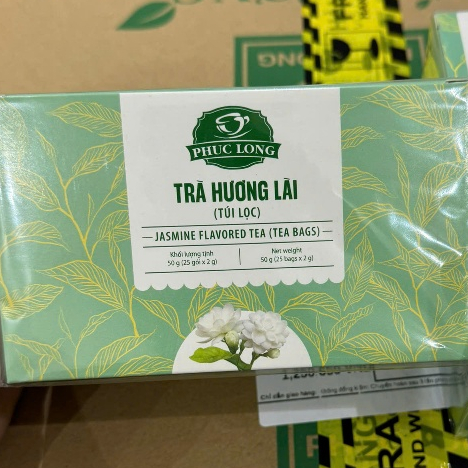 PHUC LONG
TRÀ HƯƠNG LÀI
(TÚI LỌC)
JASMINE FLAVORED TEA (TEA BAGS)
Khối lượng tịnh
50 g (25 gói x 2 g)
Net weight
50 g (25 bags x 2 g)